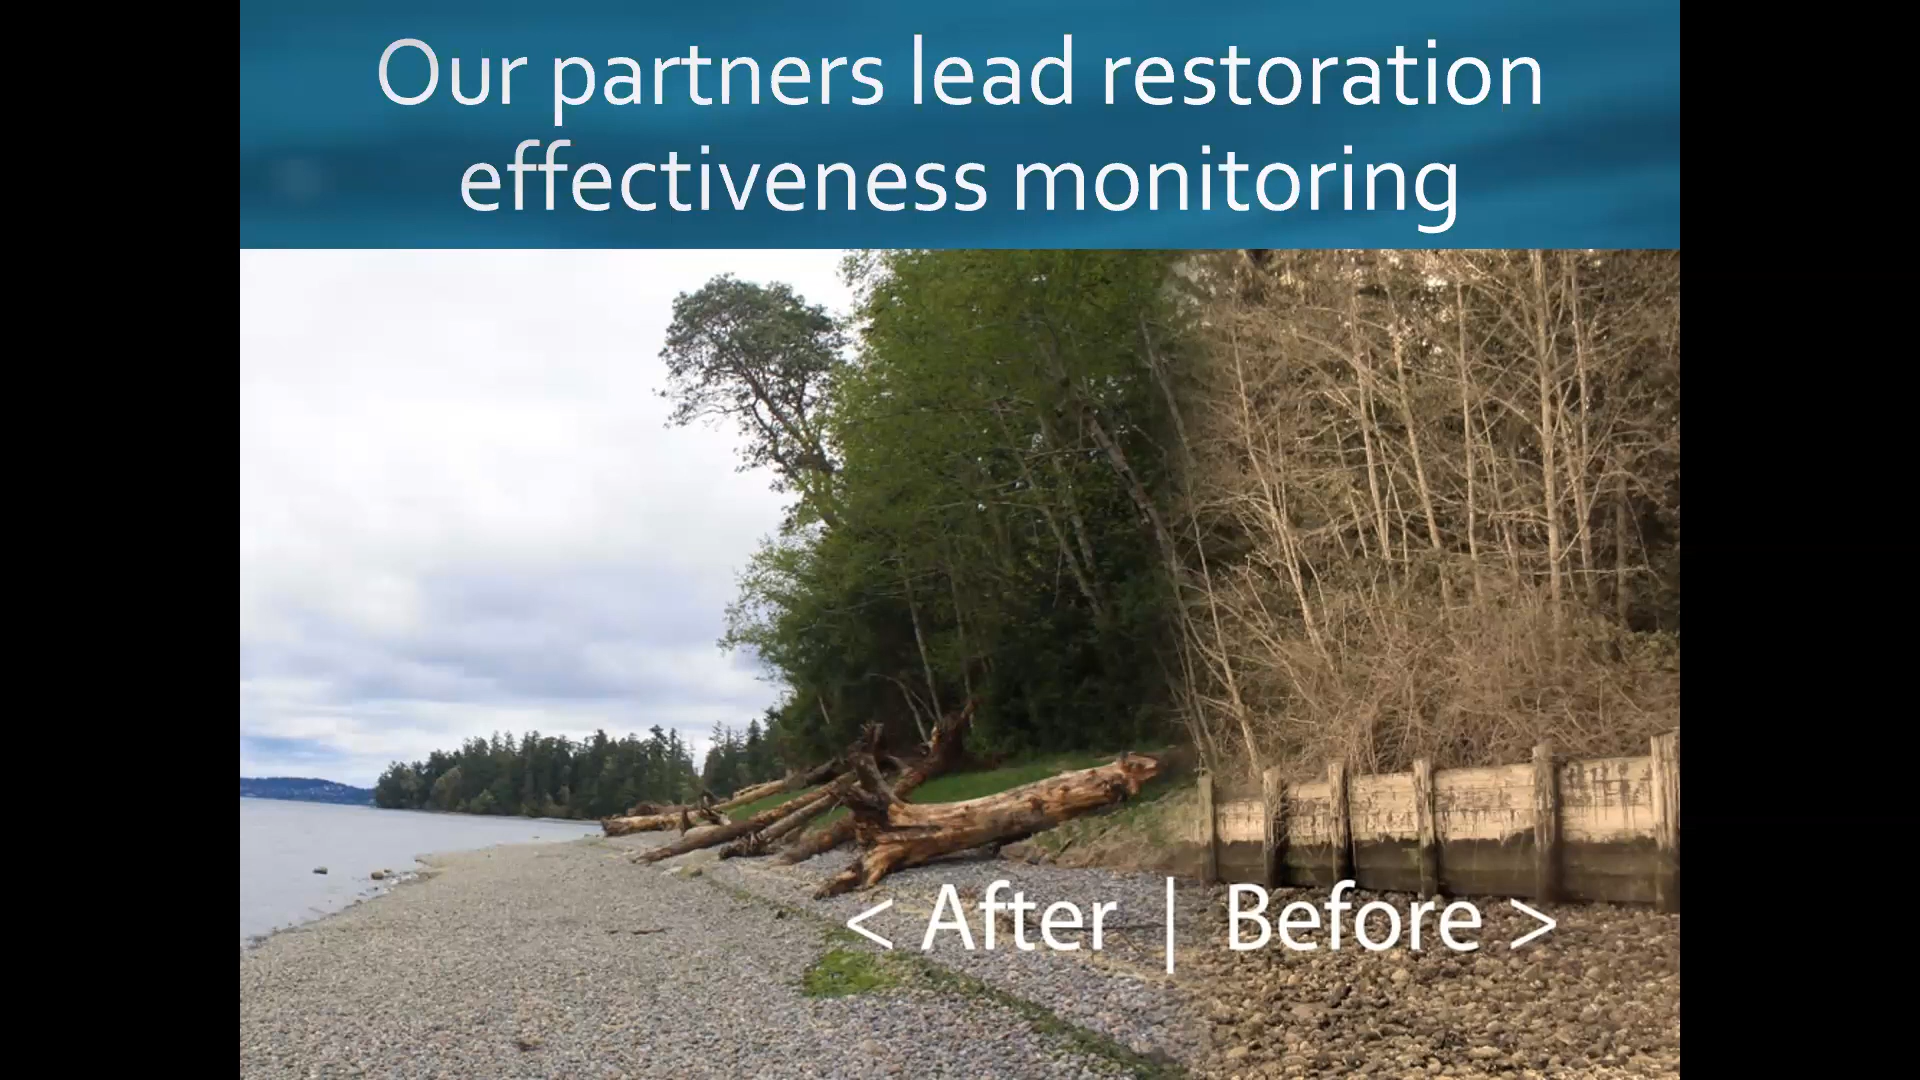 Our partners lead restoration
effectiveness monitoring
< After | Before >